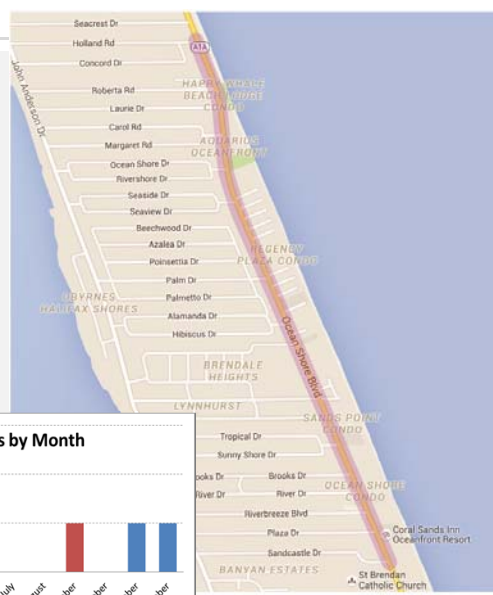 Seacrest Dr
Holland Rd
A1A
Concord Dr
John Anderson Dr
HAPPY WHALE
BEACH LODGE
CONDO
Roberta Rd
Laurie Dr
Carol Rd
Margaret Rd
AQUARIUS
OCEANFRONT
Ocean Shore Dr
Rivershore Dr
Seaside Dr
Seaview Dr
Beechwood Dr
Azalea Dr
REGENCY
PLAZA CONDO
Poinsettia Dr
Palm Dr
OBYRNES
HALIFAX SHORES
Palmetto Dr
Alamanda Dr
Hibiscus Dr
Ocean Shore Blvd
BRENDALE
HEIGHTS
LYNNHURST
SANDS POINT
CONDO
s by Month
Tropical Dr
Sunny Shore Dr
ooks Dr
Brooks Dr
River Dr
River Dr
OCEAN SHORE
CONDO
Riverbreeze Blvd
Plaza Dr
Coral Sands Inn
Oceanfront Resort
Sandcastle Dr
BANYAN ESTATES
St Brendan
Catholic Church
July
ust
ber
ber
ber
ber